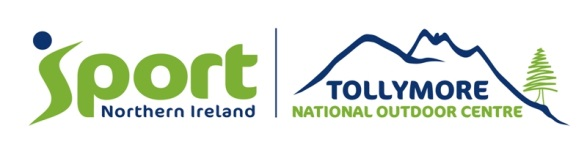 Sport
Northern Ireland
TOLLYMORE
NATIONAL OUTDOOR CENTRE